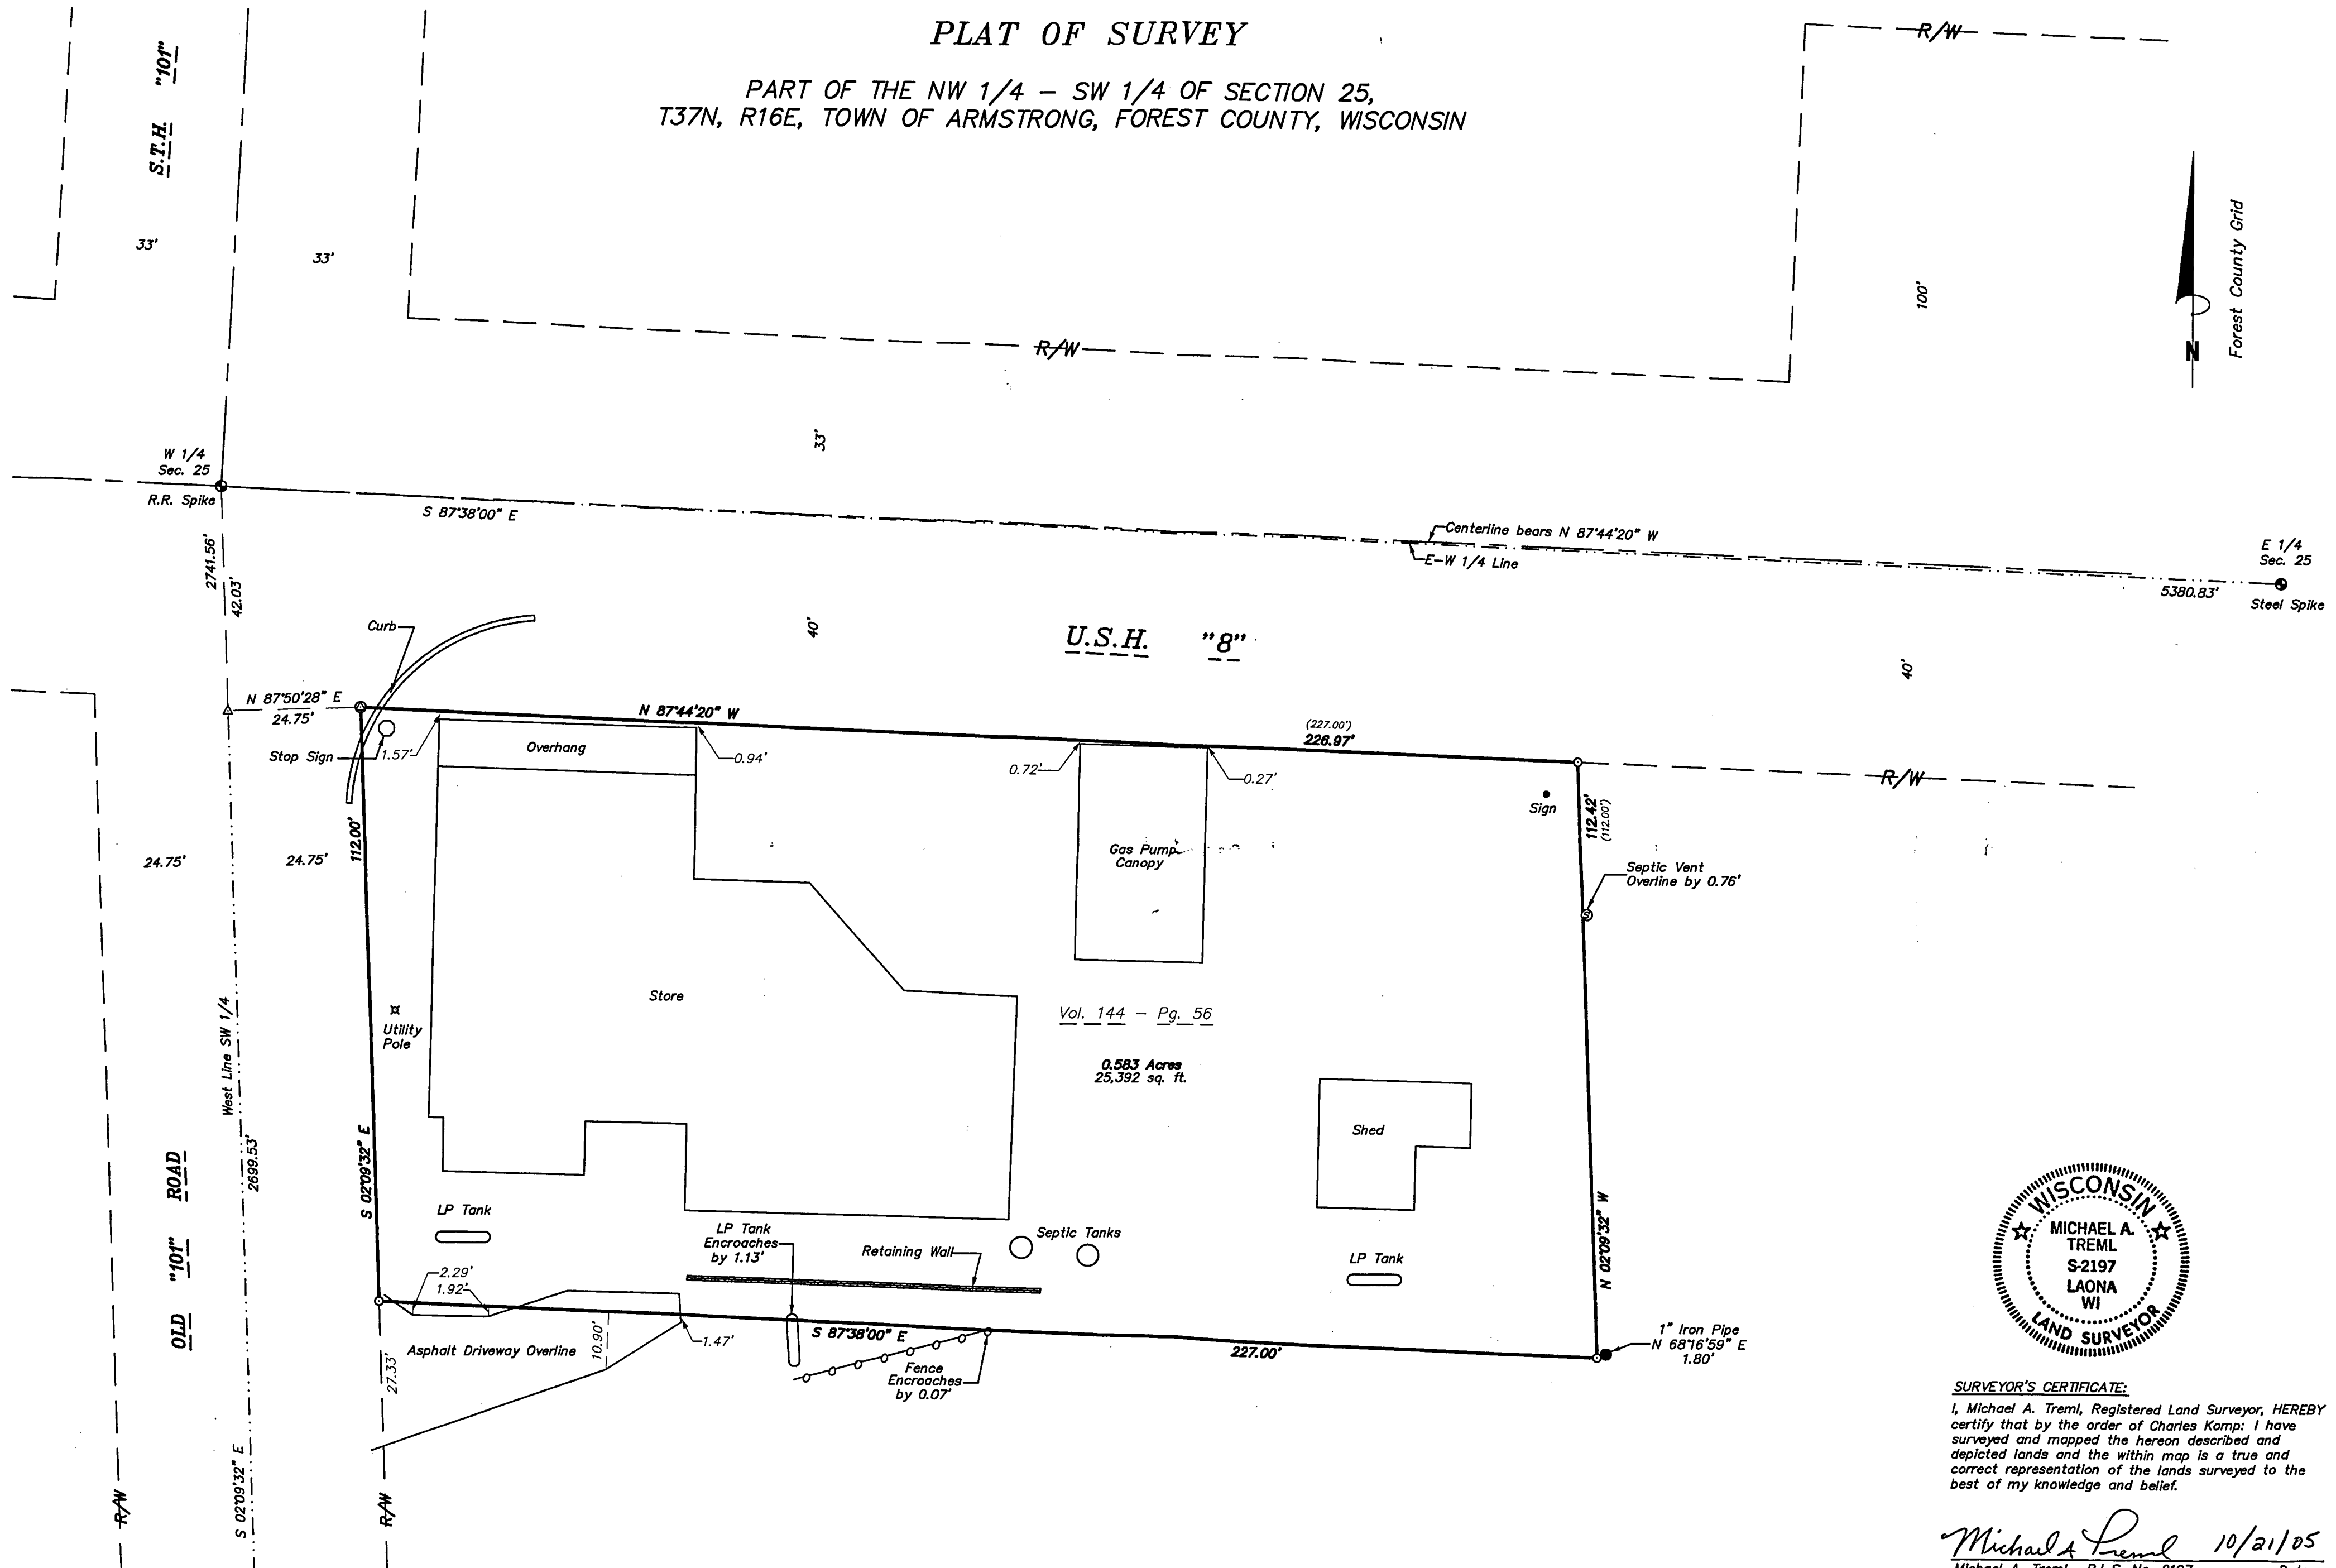 PLAT OF SURVEY
PART OF THE NW 1/4 – SW 1/4 OF SECTION 25,
T37N, R16E, TOWN OF ARMSTRONG, FOREST COUNTY, WISCONSIN
S.T.H. "101"
33'
33'
R/W
R/W
100'
Forest County Grid
N
33'
W 1/4
Sec. 25
R.R. Spike
S 87°38'00" E
Centerline bears N 87°44'20" W
E–W 1/4 Line
E 1/4
Sec. 25
5380.83'
Steel Spike
2741.56'
42.03'
Curb
40'
U.S.H. "8"
40'
N 87°50'28" E
24.75'
N 87°44'20" W
(227.00')
226.97'
Stop Sign
1.57'
Overhang
0.94'
0.72'
0.27'
R/W
Sign
112.42'
(112.00')
112.00'
24.75'
24.75'
Gas Pump
Canopy
Septic Vent
Overline by 0.76'
S
Store
Utility
Pole
Vol. 144 – Pg. 56
0.583 Acres
25,392 sq. ft.
West Line SW 1/4
2699.53'
S 02°09'32" E
Shed
OLD "101" ROAD
LP Tank
LP Tank
Encroaches
by 1.13'
Retaining Wall
Septic Tanks
LP Tank
N 02°09'32" W
2.29'
1.92'
S 87°38'00" E
227.00'
1" Iron Pipe
N 68°16'59" E
1.80'
Asphalt Driveway Overline
10.90'
1.47'
Fence
Encroaches
by 0.07'
27.33'
S 02°09'32" E
R/W
R/W
WISCONSIN
MICHAEL A.
TREML
S-2197
LAONA
WI
LAND SURVEYOR
SURVEYOR'S CERTIFICATE:
I, Michael A. Treml, Registered Land Surveyor, HEREBY
certify that by the order of Charles Komp: I have
surveyed and mapped the hereon described and
depicted lands and the within map is a true and
correct representation of the lands surveyed to the
best of my knowledge and belief.
Michael A Treml 10/21/05
Michael A. Treml, R.L.S. No. 2197